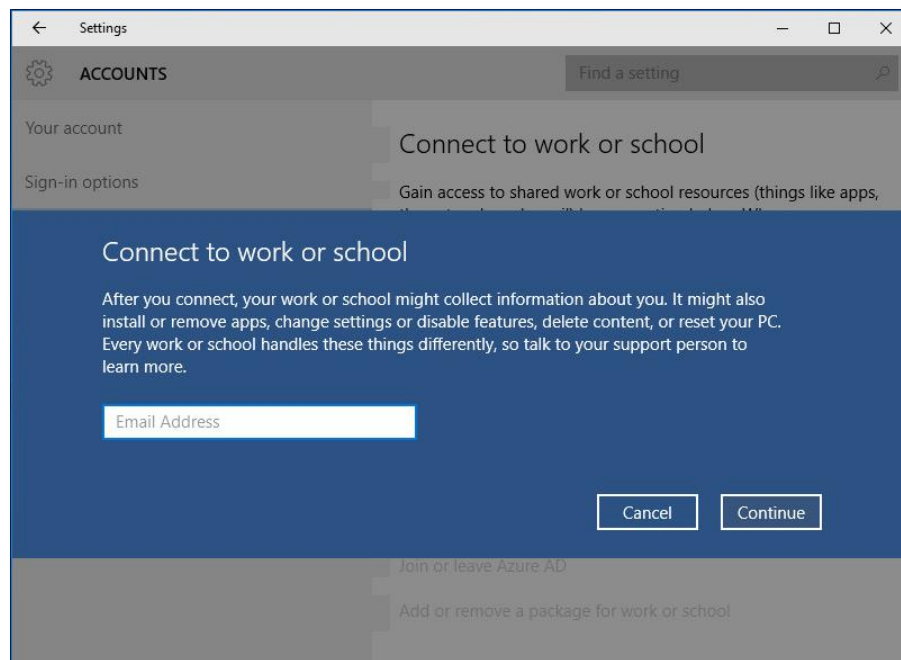 Settings
ACCOUNTS
Find a setting
Your account
Connect to work or school
Sign-in options
Gain access to shared work or school resources (things like apps,
Connect to work or school
After you connect, your work or school might collect information about you. It might also
install or remove apps, change settings or disable features, delete content, or reset your PC.
Every work or school handles these things differently, so talk to your support person to
learn more.
Email Address
Cancel
Continue
Join or leave Azure AD
Add or remove a package for work or school